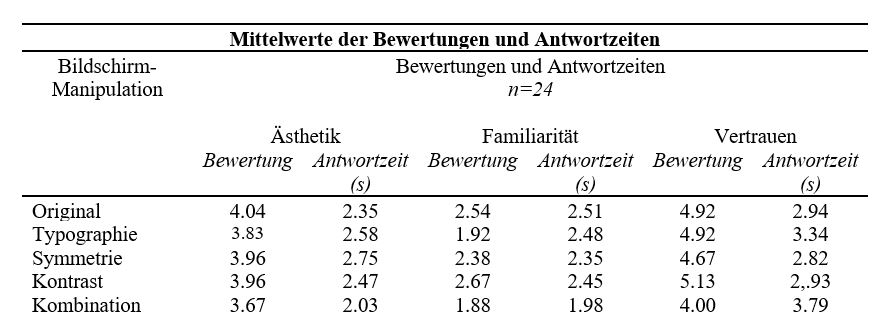 Mittelwerte der Bewertungen und Antwortzeiten
Bildschirm- Bewertungen und Antwortzeiten
Manipulation n=24
Ästhetik Familiarität Vertrauen
Bewertung Antwortzeit Bewertung Antwortzeit Bewertung Antwortzeit
(s) (s) (s)
Original 4.04 2.35 2.54 2.51 4.92 2.94
Typographie 3.83 2.58 1.92 2.48 4.92 3.34
Symmetrie 3.96 2.75 2.38 2.35 4.67 2.82
Kontrast 3.96 2.47 2.67 2.45 5.13 2,.93
Kombination 3.67 2.03 1.88 1.98 4.00 3.79